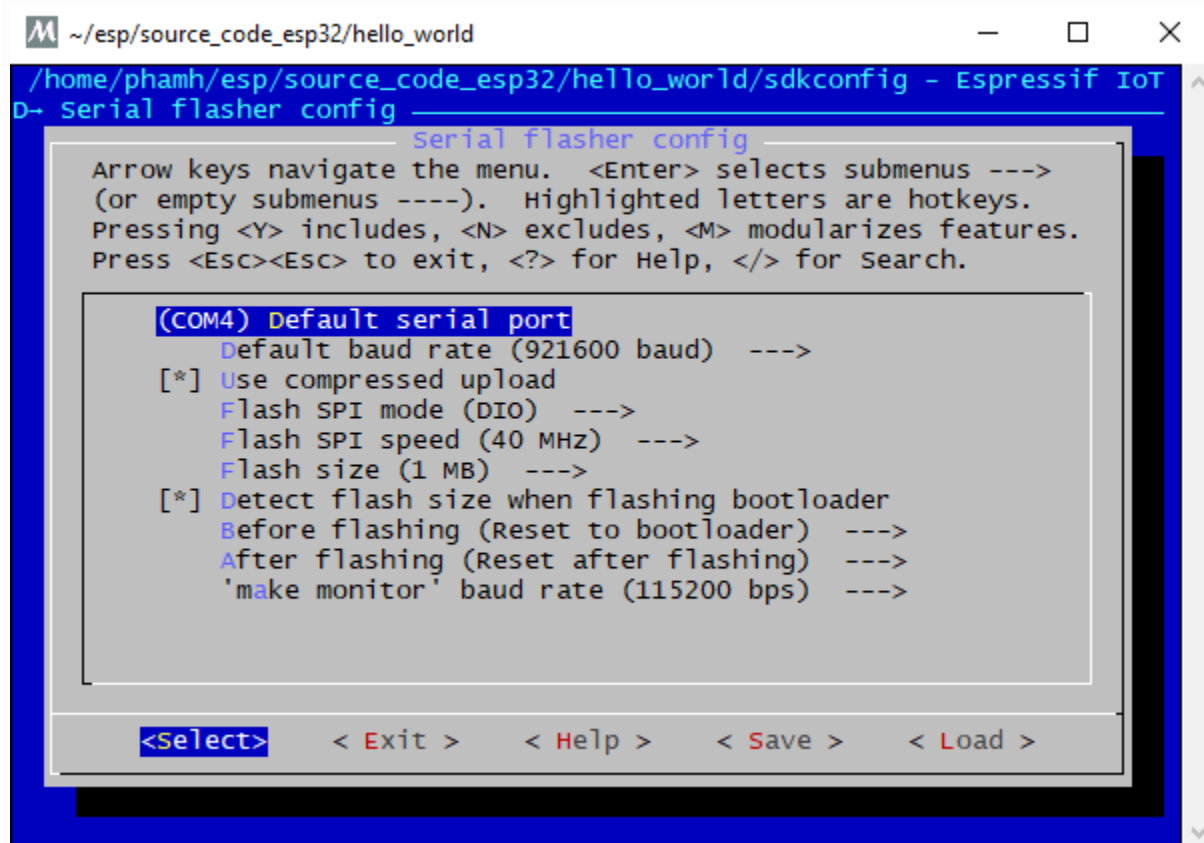 M ~/esp/source_code_esp32/hello_world
/home/phamh/esp/source_code_esp32/hello_world/sdkconfig - Espressif IoT
D→ Serial flasher config
Serial flasher config
Arrow keys navigate the menu.  <Enter> selects submenus --->
(or empty submenus ----).  Highlighted letters are hotkeys.
Pressing <Y> includes, <N> excludes, <M> modularizes features.
Press <Esc><Esc> to exit, <?> for Help, </> for Search.
(COM4) Default serial port
Default baud rate (921600 baud)  --->
[*] Use compressed upload
Flash SPI mode (DIO)  --->
Flash SPI speed (40 MHz)  --->
Flash size (1 MB)  --->
[*] Detect flash size when flashing bootloader
Before flashing (Reset to bootloader)  --->
After flashing (Reset after flashing)  --->
'make monitor' baud rate (115200 bps)  --->
<Select>    < Exit >    < Help >    < Save >    < Load >